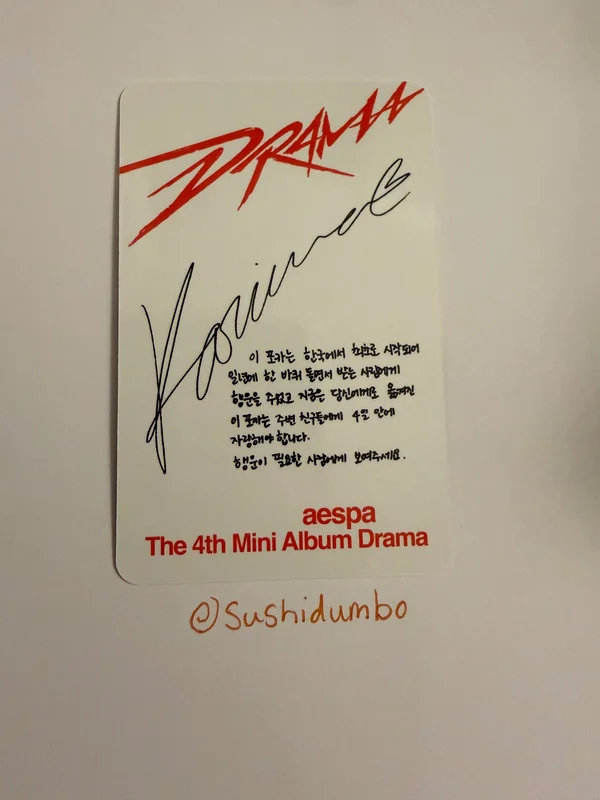 DRAMA
Karina
이 포카는 한국에서 최초로 시작되어
일년에 한 바퀴 돌면서 받는 사람에게
행운을 주었고 지금은 당신에게로 옮겨진
이 포카는 주변 친구들에게 4일 안에
자랑해야 합니다.
행운이 필요한 사람에게 보여주세요.
aespa
The 4th Mini Album Drama
@sushidumbo